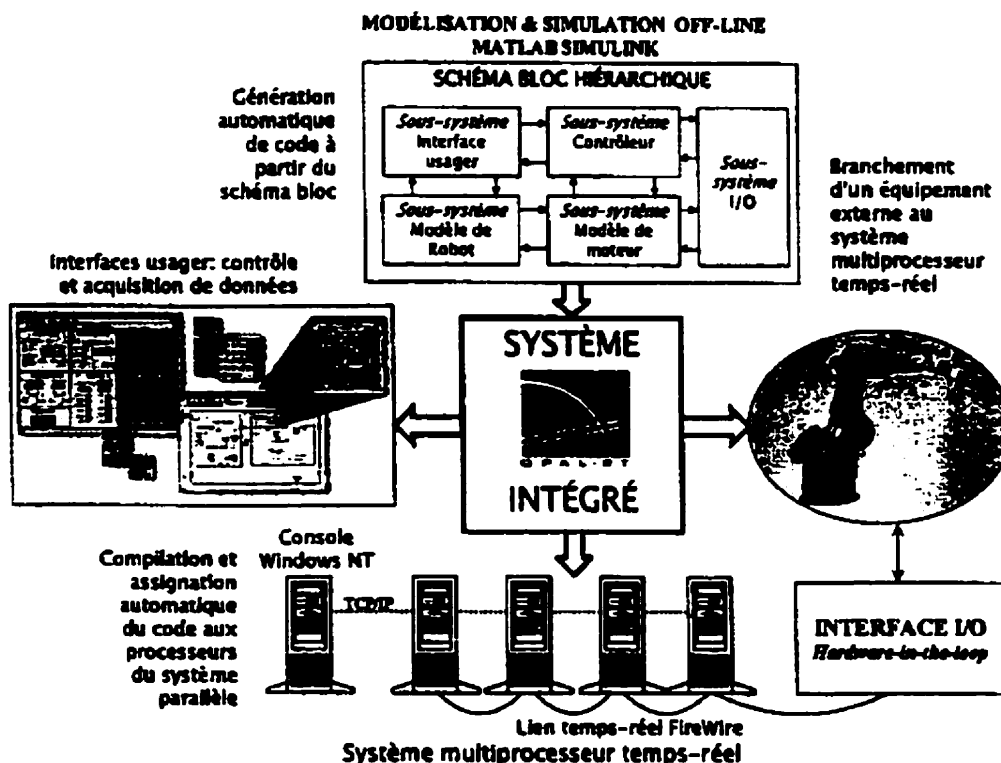 MODÉLISATION & SIMULATION OFF-LINE
MATLAB SIMULINK
SCHÉMA BLOC HIÉRARCHIQUE
Génération
automatique
de code à
partir du
schéma bloc
Sous-système
Interface
usager
Sous-système
Contrôleur
Sous-système
Modèle de
Robot
Sous-système
Modèle de
moteur
Sous-
système
I/O
Branchement
d'un équipement
externe au
système
multiprocesseur
temps-réel
Interfaces usager: contrôle
et acquisition de données
SYSTÈME
OPAL-RT
INTÉGRÉ
Console
Windows NT
Compilation et
assignation
automatique
du code aux
processeurs
du système
parallèle
TCP/IP
INTERFACE I/O
Hardware-in-the-loop
Lien temps-réel FireWire
Système multiprocesseur temps-réel